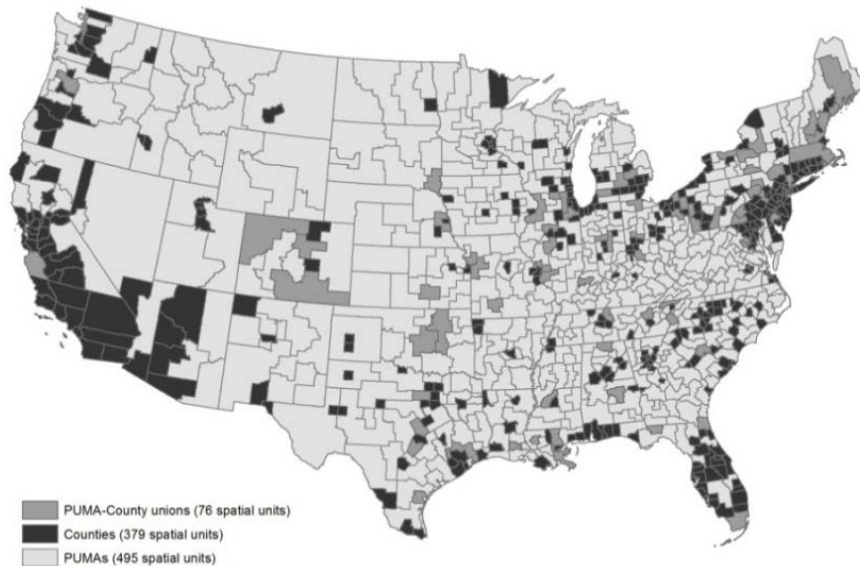 PUMA-County unions (76 spatial units)
Counties (379 spatial units)
PUMAs (495 spatial units)